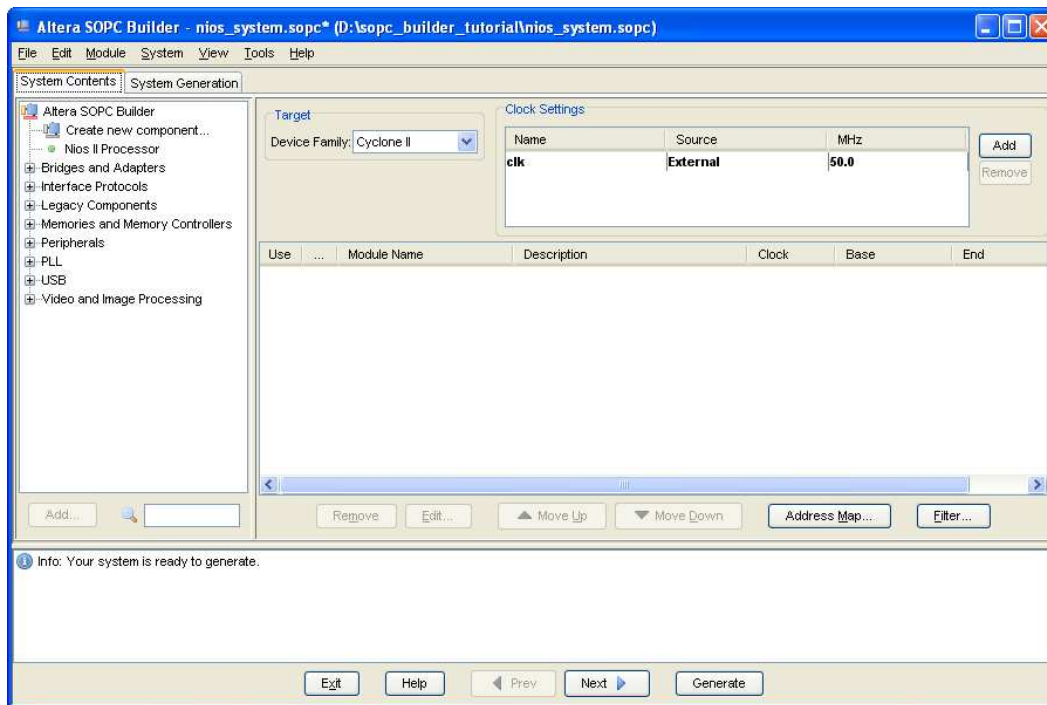 Altera SOPC Builder - nios_system.sopc* (D:\sopc_builder_tutorial\nios_system.sopc)
File Edit Module System View Tools Help
System Contents System Generation
Altera SOPC Builder
Create new component...
Nios II Processor
Bridges and Adapters
Interface Protocols
Legacy Components
Memories and Memory Controllers
Peripherals
PLL
USB
Video and Image Processing
Add...
Target
Device Family: Cyclone II
Clock Settings
Name Source MHz
clk External 50.0
Add
Remove
Use ... Module Name Description Clock Base End
Remove Edit... Move Up Move Down Address Map... Filter...
Info: Your system is ready to generate.
Exit Help Prev Next Generate